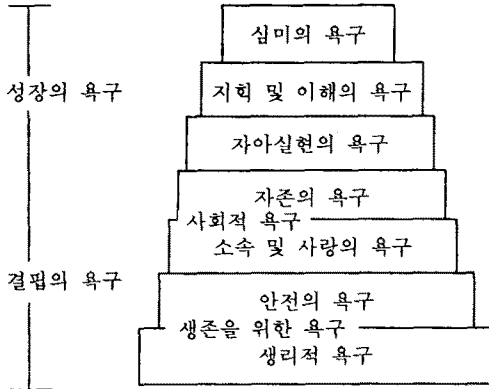 심미의 욕구
성장의 욕구
지적 및 이해의 욕구
자아실현의 욕구
자존의 욕구
사회적 욕구
소속 및 사랑의 욕구
결핍의 욕구
안전의 욕구
생존을 위한 욕구
생리적 욕구